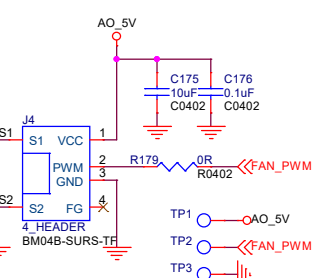 AO_5V
C175
10uF
C0402
C176
0.1uF
C0402
J4
S1
S1
VCC
1
PWM
2
R179
0R
R0402
FAN_PWM
GND
3
S2
S2
FG
4
4_HEADER
BM04B-SURS-TF
TP1
AO_5V
TP2
FAN_PWM
TP3